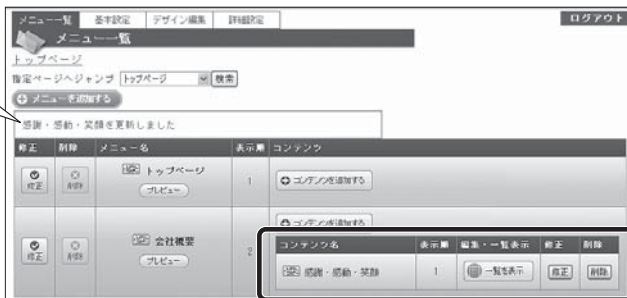 メニュー一覧 基本設定 デザイン編集 詳細設定 ログアウト
メニュー一覧
トップページ
指定ページへジャンプ トップページ 検索
メニューを追加する
感謝・感動・笑顔を更新しました
修正 削除 メニュー名 表示順 コンテンツ
修正 削除 トップページ プレビュー 1 コンテンツを追加する
修正 削除 会社概要 プレビュー 2 コンテンツを追加する
コンテンツ名 表示順 編集・一覧表示 修正 削除
感謝・感動・笑顔 1 一覧を表示 修正 削除